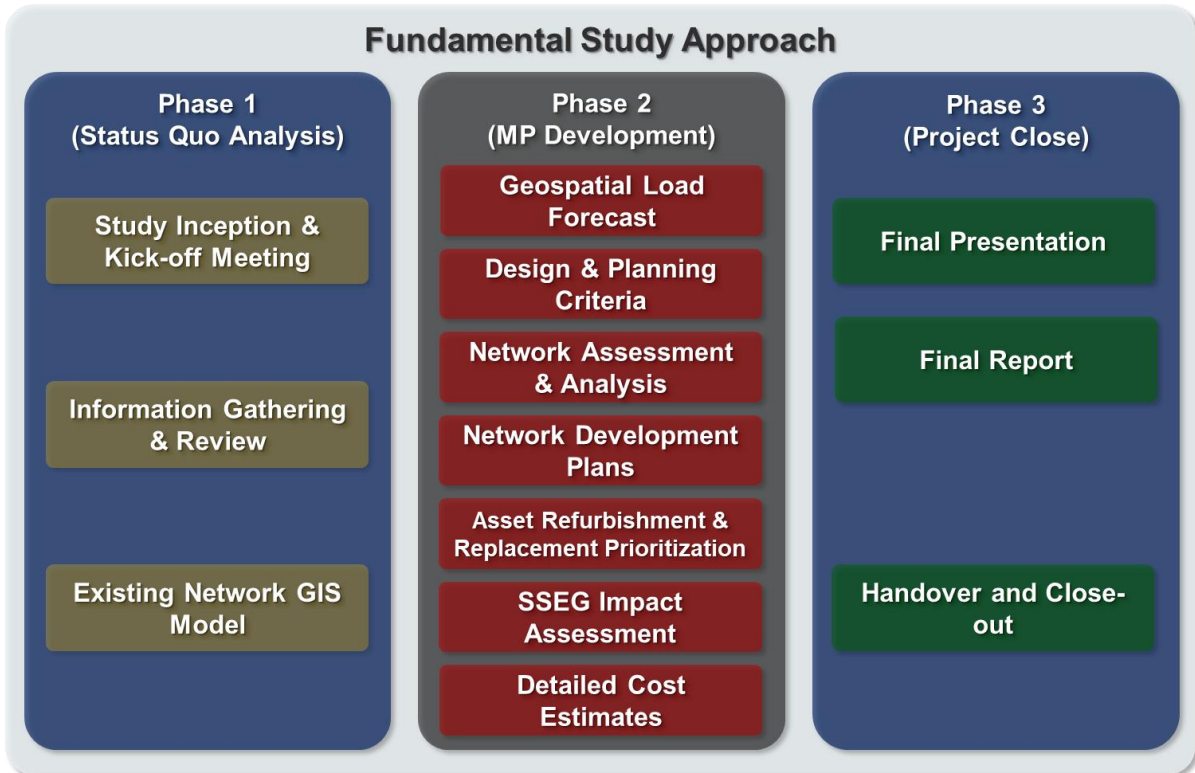 Fundamental Study Approach
Phase 1
(Status Quo Analysis)
Study Inception &
Kick-off Meeting
Information Gathering
& Review
Existing Network GIS
Model
Phase 2
(MP Development)
Geospatial Load
Forecast
Design & Planning
Criteria
Network Assessment
& Analysis
Network Development
Plans
Asset Refurbishment &
Replacement Prioritization
SSEG Impact
Assessment
Detailed Cost
Estimates
Phase 3
(Project Close)
Final Presentation
Final Report
Handover and Close-
out